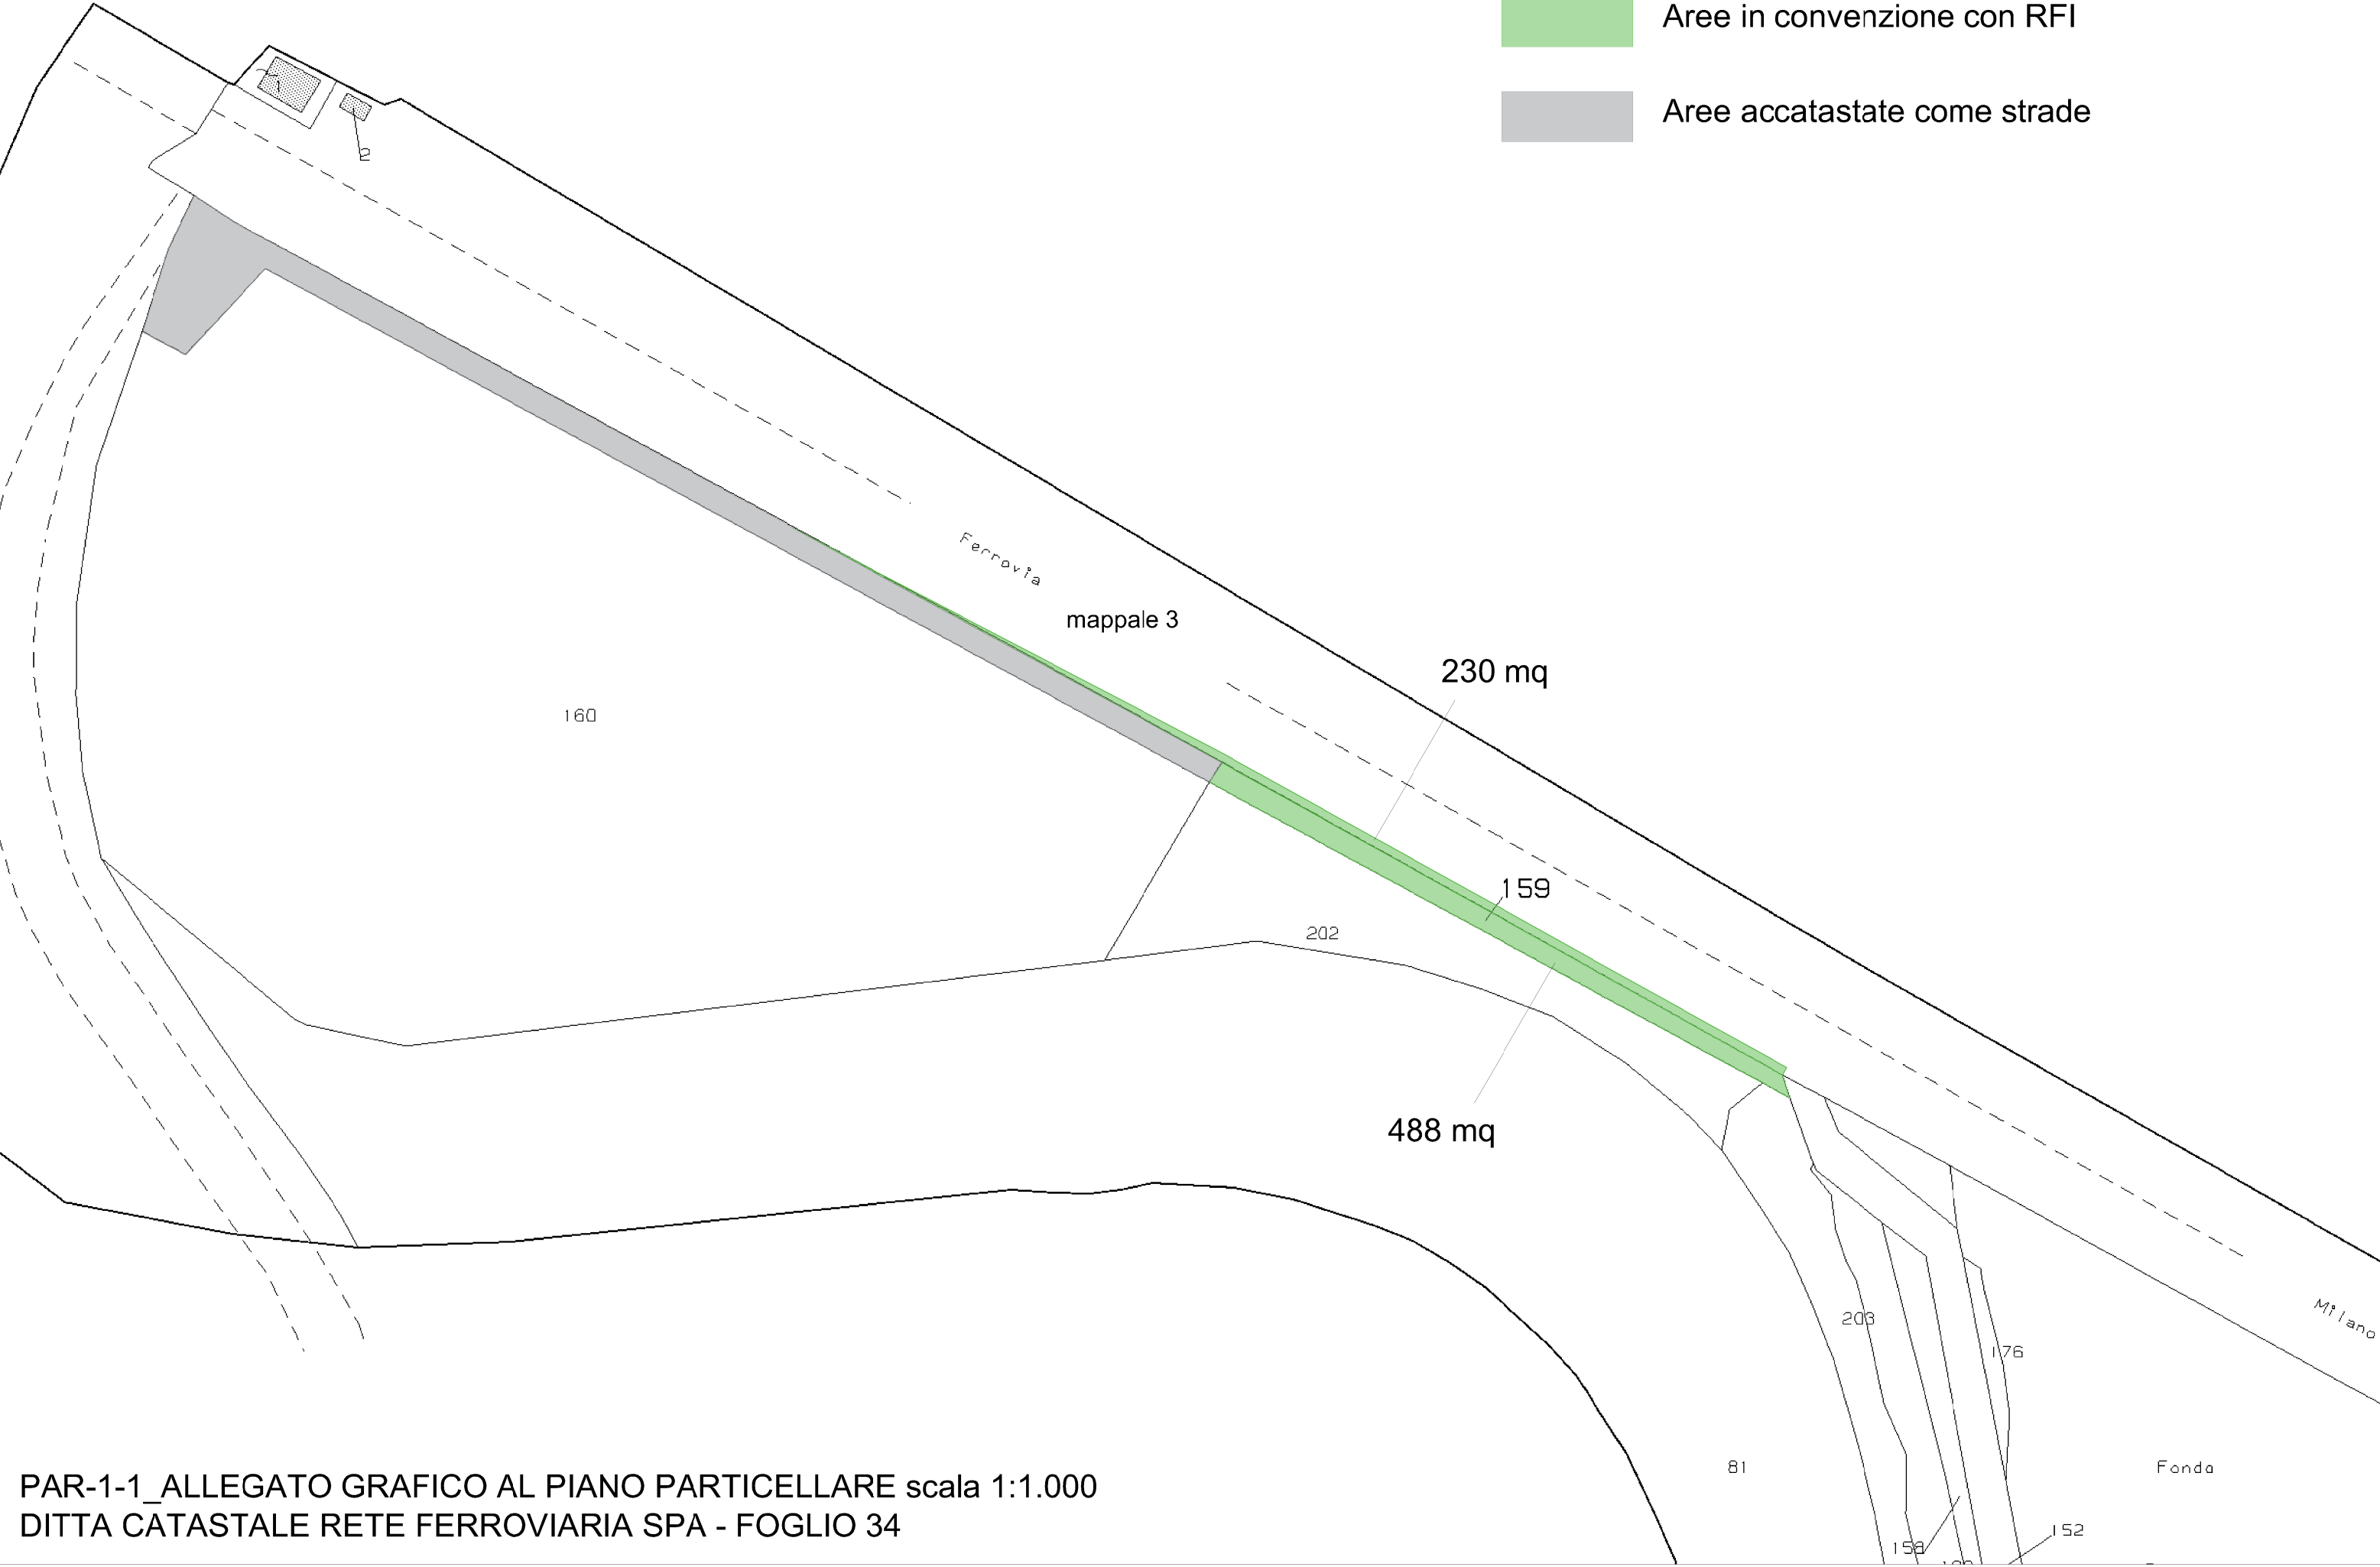 Aree in convenzione con RFI
Aree accatastate come strade
1
2
Ferrovia
mappale 3
230 mq
160
159
202
488 mq
Milano
203
176
81
Fonda
PAR-1-1_ALLEGATO GRAFICO AL PIANO PARTICELLARE scala 1:1.000
DITTA CATASTALE RETE FERROVIARIA SPA - FOGLIO 34
152
158